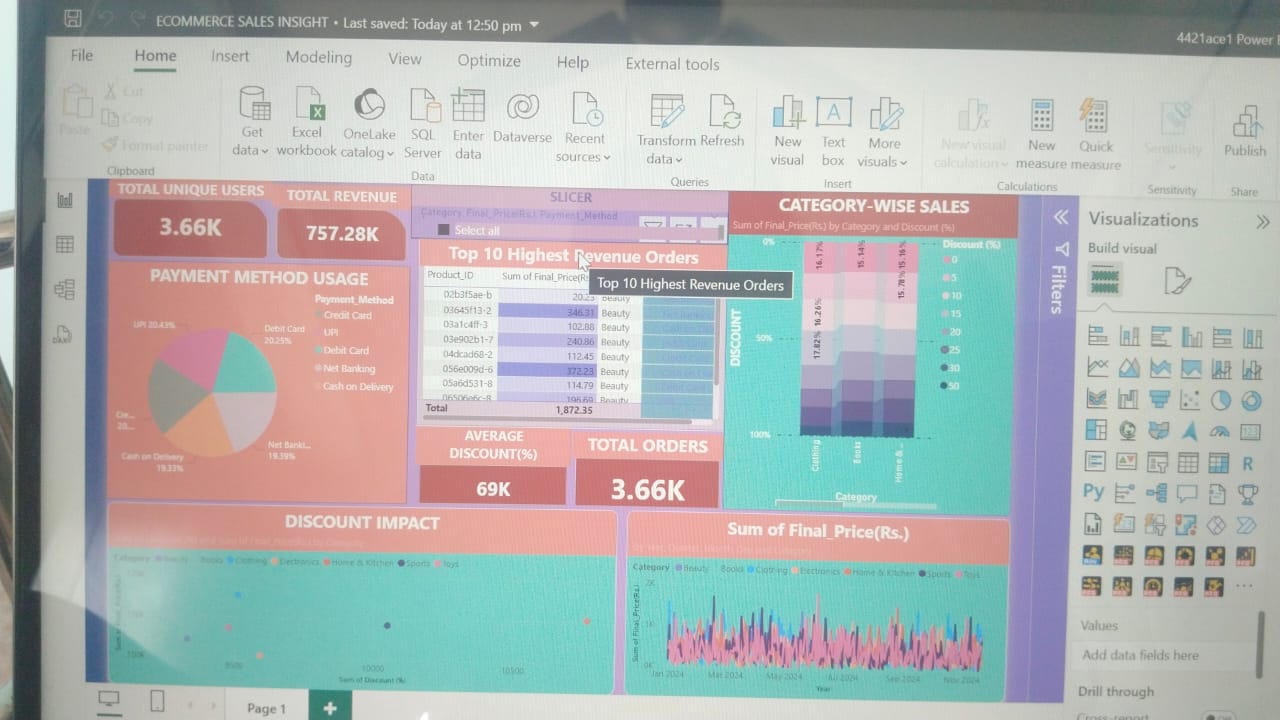 ECOMMERCE SALES INSIGHT • Last saved: Today at 12:50 pm
4421ace1 Power
File Home Insert Modeling View Optimize Help External tools
Paste
Cut
Copy
Format painter
Clipboard
Get data
Excel workbook
OneLake catalog
SQL Server
Enter data
Dataverse
Recent sources
Data
Transform data
Refresh
Queries
New visual
Text box
More visuals
Insert
New visual calculation
New measure
Quick measure
Calculations
Sensitivity
Sensitivity
Publish
Share
TOTAL UNIQUE USERS
3.66K
TOTAL REVENUE
757.28K
SLICER
Category, Final_Price(Rs.), Payment_Method
Select all
CATEGORY-WISE SALES
Sum of Final_Price(Rs.) by Category and Discount (%)
0%
50%
100%
DISCOUNT
16.17%
15.14%
15.16%
15.78%
16.26%
17.82%
Clothing
Books
Home & ...
Category
Discount (%)
0
5
10
15
20
25
30
50
PAYMENT METHOD USAGE
Payment_Method
Credit Card
UPI
Debit Card
Net Banking
Cash on Delivery
UPI 20.43%
Debit Card
20.25%
Cre...
20....
Net Banki...
19.39%
Cash on Delivery
19.33%
Top 10 Highest Revenue Orders
Top 10 Highest Revenue Orders
Product_ID Sum of Final_Price(Rs
02b3f5ae-b 20.23 Beauty
03645f13-2 346.31 Beauty
03a1c4ff-3 102.88 Beauty
03e902b1-7 240.86 Beauty
04dcad68-2 112.45 Beauty
056e009d-6 372.23 Beauty
05a6d531-8 114.79 Beauty
06506e6c-8 196.69 Beauty
Total 1,872.35
AVERAGE DISCOUNT(%)
69K
TOTAL ORDERS
3.66K
DISCOUNT IMPACT
Category Beauty Books Clothing Electronics Home & Kitchen Sports Toys
9500 10000 10500
Sum of Discount (%)
Sum of Final_Price(Rs.)
Category Beauty Books Clothing Electronics Home & Kitchen Sports Toys
Sum of Final_Price(Rs.)
2K
1K
0K
Jan 2024 Mar 2024 May 2024 Jul 2024 Sep 2024 Nov 2024
Year
Filters
Visualizations
Build visual
R
Py
Values
Add data fields here
Drill through
Cross-report
Page 1